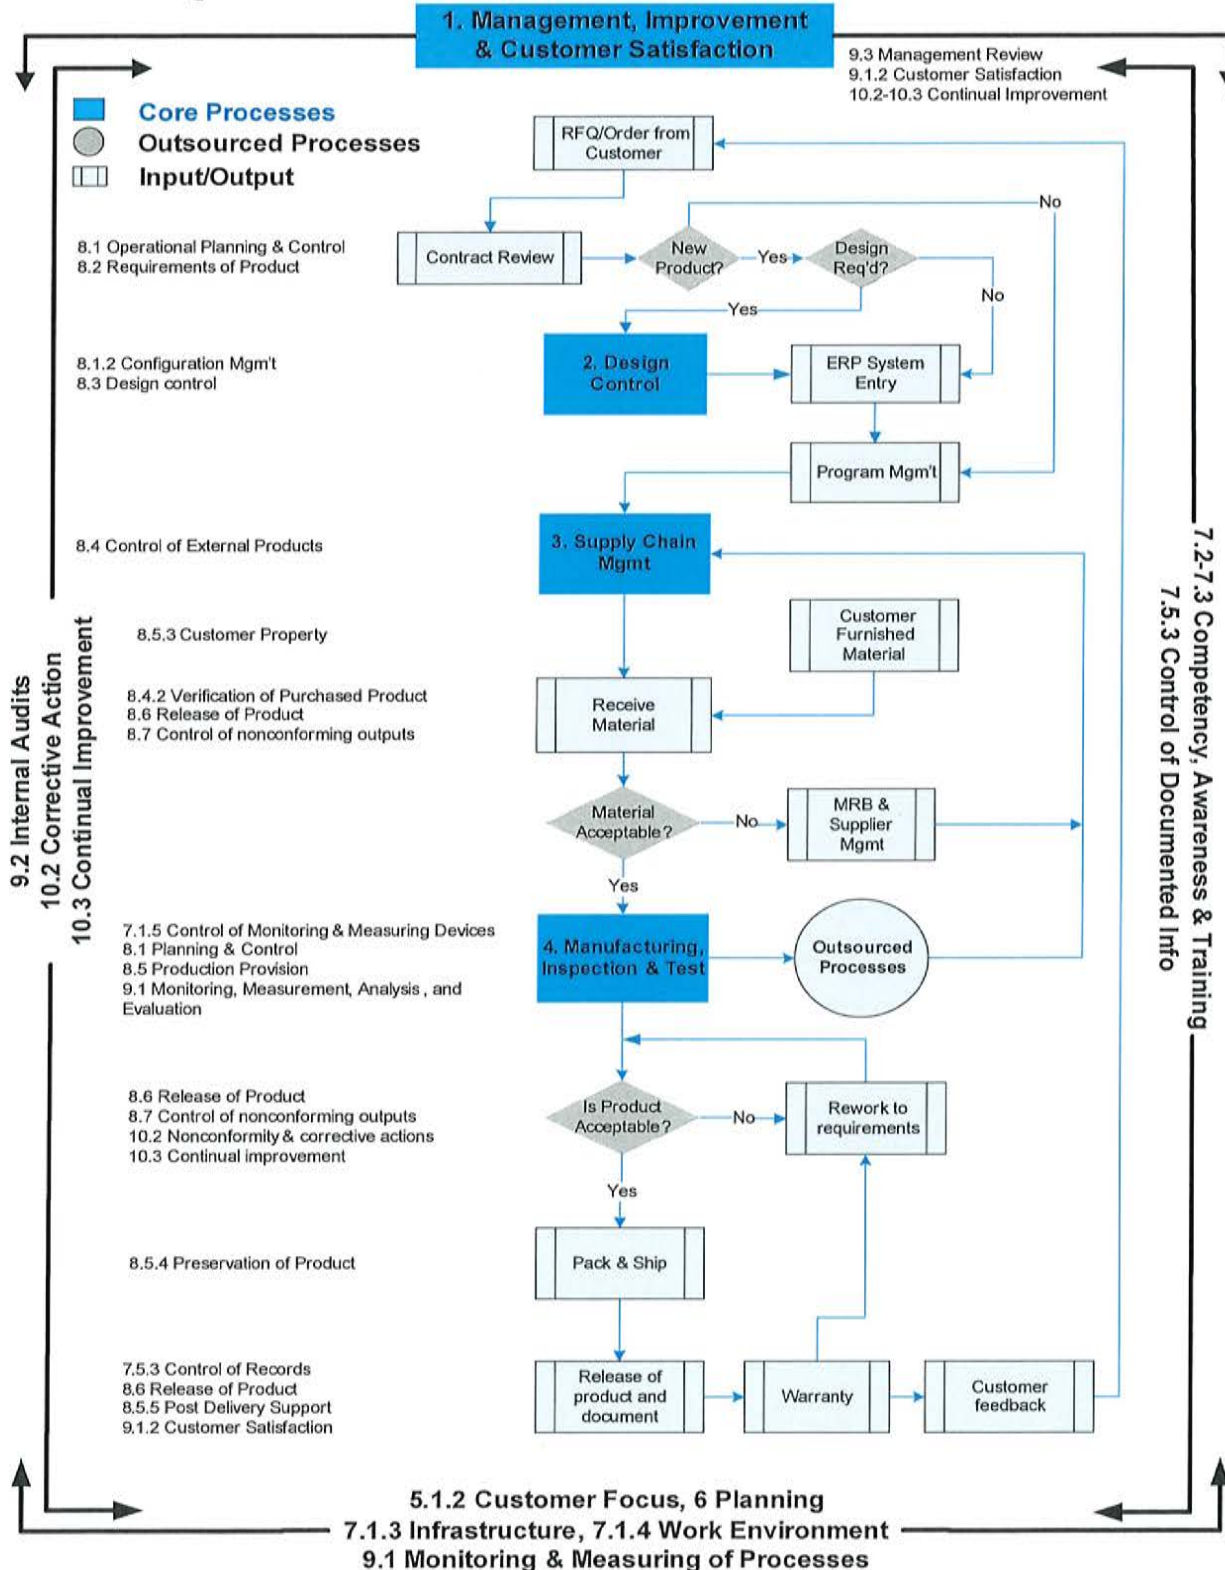 1. Management, Improvement
& Customer Satisfaction
9.3 Management Review
9.1.2 Customer Satisfaction
10.2-10.3 Continual Improvement
Core Processes
Outsourced Processes
Input/Output
RFQ/Order from
Customer
No
8.1 Operational Planning & Control
8.2 Requirements of Product
Contract Review
New
Product?
Yes
Design
Req'd?
No
Yes
8.1.2 Configuration Mgm't
8.3 Design control
2. Design
Control
ERP System
Entry
Program Mgm't
8.4 Control of External Products
3. Supply Chain
Mgmt
8.5.3 Customer Property
Customer
Furnished
Material
8.4.2 Verification of Purchased Product
8.6 Release of Product
8.7 Control of nonconforming outputs
Receive
Material
Material
Acceptable?
No
MRB &
Supplier
Mgmt
Yes
7.1.5 Control of Monitoring & Measuring Devices
8.1 Planning & Control
8.5 Production Provision
9.1 Monitoring, Measurement, Analysis, and
Evaluation
4. Manufacturing,
Inspection & Test
Outsourced
Processes
8.6 Release of Product
8.7 Control of nonconforming outputs
10.2 Nonconformity & corrective actions
10.3 Continual improvement
Is Product
Acceptable?
No
Rework to
requirements
Yes
8.5.4 Preservation of Product
Pack & Ship
7.5.3 Control of Records
8.6 Release of Product
8.5.5 Post Delivery Support
9.1.2 Customer Satisfaction
Release of
product and
document
Warranty
Customer
feedback
9.2 Internal Audits
10.2 Corrective Action
10.3 Continual Improvement
7.2-7.3 Competency, Awareness & Training
7.5.3 Control of Documented Info
5.1.2 Customer Focus, 6 Planning
7.1.3 Infrastructure, 7.1.4 Work Environment
9.1 Monitoring & Measuring of Processes